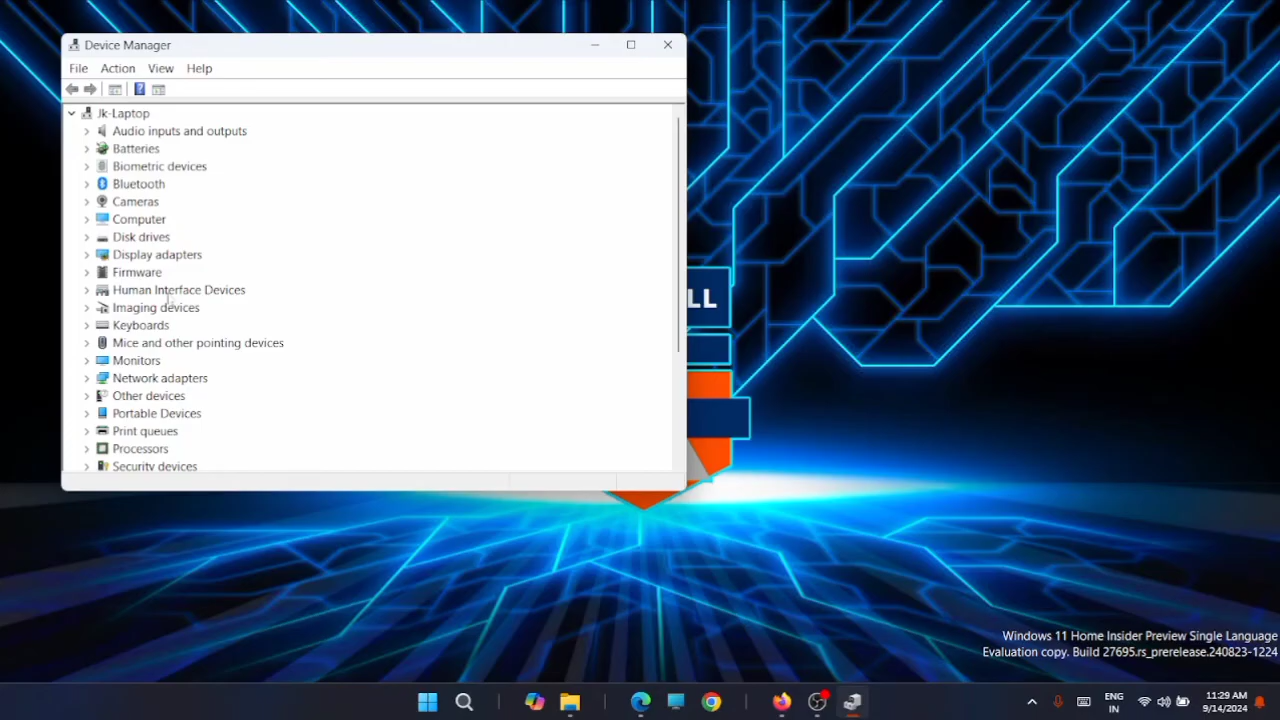 Device Manager
File Action View Help
Jk-Laptop
Audio inputs and outputs
Batteries
Biometric devices
Bluetooth
Cameras
Computer
Disk drives
Display adapters
Firmware
Human Interface Devices
Imaging devices
Keyboards
Mice and other pointing devices
Monitors
Network adapters
Other devices
Portable Devices
Print queues
Processors
Security devices
LL
Windows 11 Home Insider Preview Single Language
Evaluation copy. Build 27695.rs_prerelease.240823-1224
ENG
IN
11:29 AM
9/14/2024